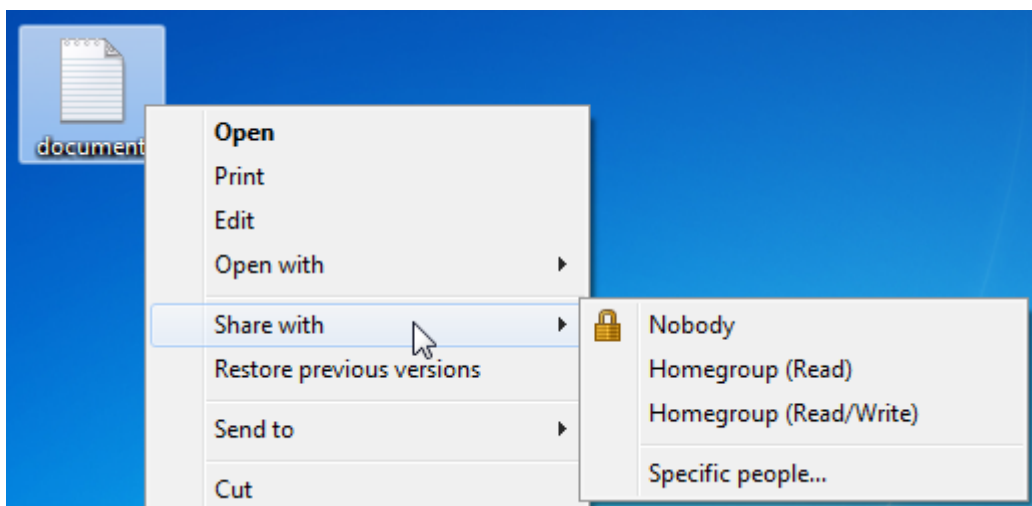 document
Open
Print
Edit
Open with
Share with
Restore previous versions
Send to
Cut
Nobody
Homegroup (Read)
Homegroup (Read/Write)
Specific people...